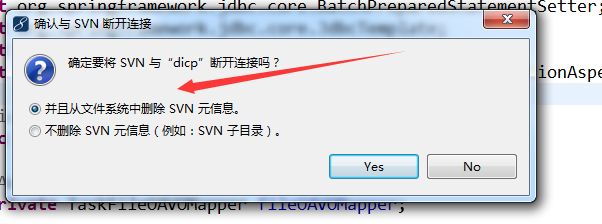 t org.springframework.jdbc.core.BatchPreparedStatementSetter;
确认与 SVN 断开连接
确定要将 SVN 与“dicp”断开连接吗？
ionAspe
并且从文件系统中删除 SVN 元信息。
不删除 SVN 元信息（例如：SVN 子目录）。
Yes
No
rivate TaskFileOAVOMapper fileOAVOMapper;